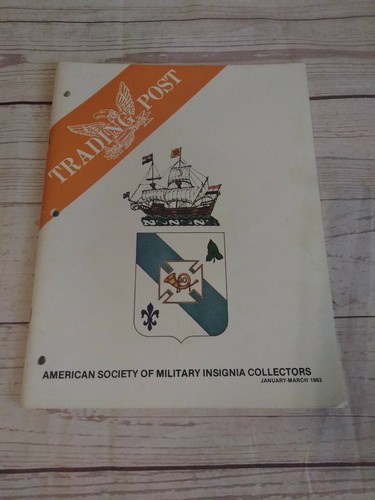 TRADING POST
AMERICAN SOCIETY OF MILITARY INSIGNIA COLLECTORS
JANUARY-MARCH 1983